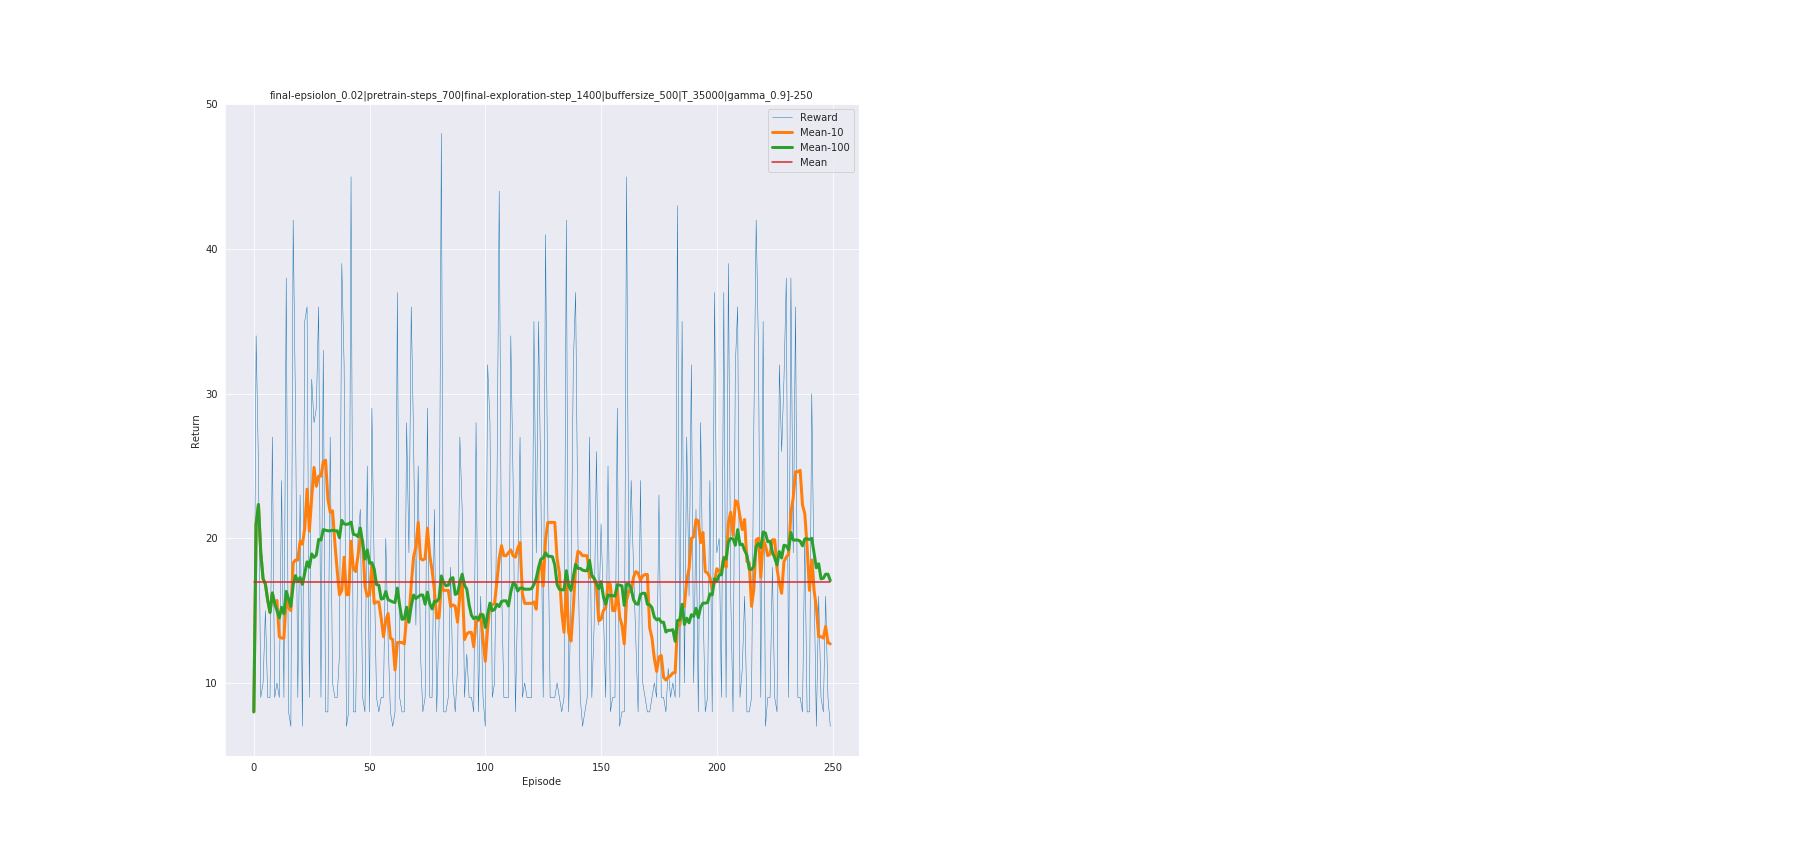 final-epsiolon_0.02|pretrain-steps_700|final-exploration-step_1400|buffersize_500|T_35000|gamma_0.9]-250
50
40
30
20
10
Return
Reward
Mean-10
Mean-100
Mean
0 50 100 150 200 250
Episode